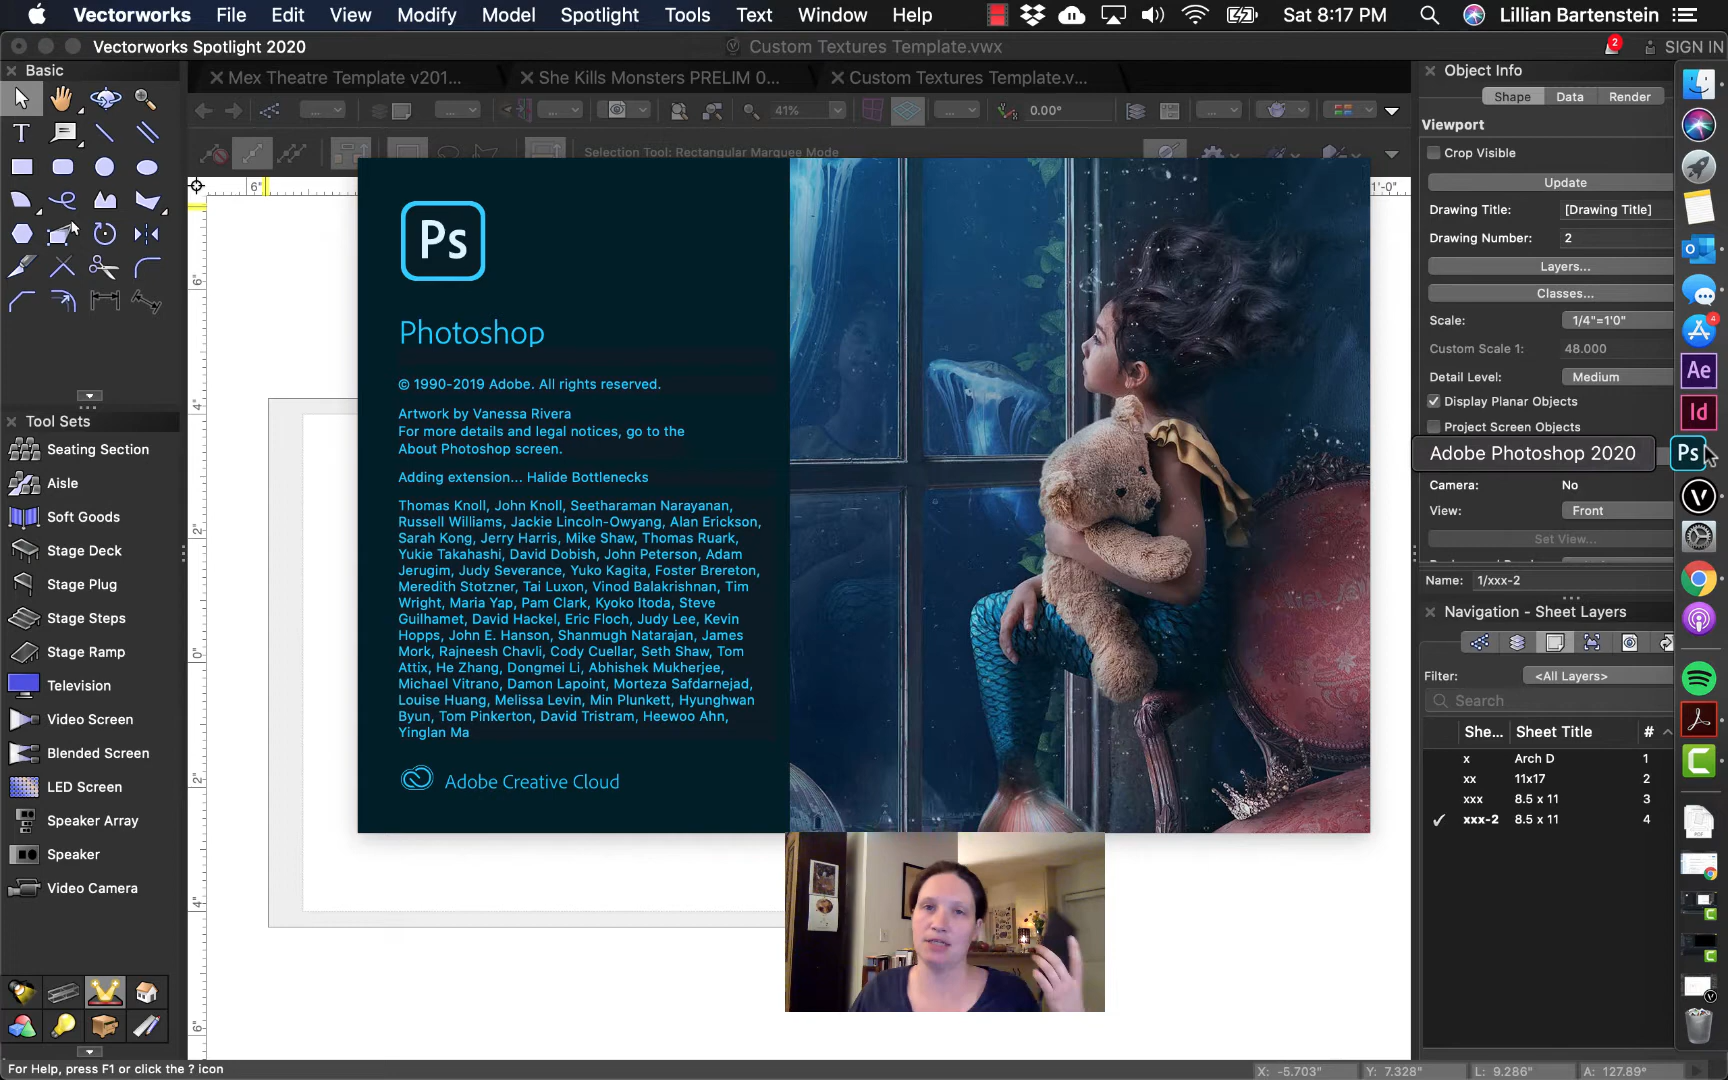 Vectorworks File Edit View Modify Model Spotlight Tools Text Window Help Sat 8:17 PM Lillian Bartenstein
Vectorworks Spotlight 2020
Custom Textures Template.vwx
2
SIGN IN
Basic
Mex Theatre Template v201...
She Kills Monsters PRELIM 0...
Custom Textures Template.v...
Object Info
Shape Data Render
41%
0.00°
Viewport
Selection Tool: Rectangular Marquee Mode
Crop Visible
Update
6"
1'-0"
Drawing Title: [Drawing Title]
Drawing Number: 2
Layers...
Classes...
Scale: 1/4"=1'0"
Custom Scale 1: 48.000
Detail Level: Medium
Display Planar Objects
Project Screen Objects
Adobe Photoshop 2020
Camera: No
View: Front
Set View...
Name: 1/xxx-2
Navigation - Sheet Layers
Filter: <All Layers>
Search
She... Sheet Title #
x Arch D 1
xx 11x17 2
xxx 8.5 x 11 3
xxx-2 8.5 x 11 4
Ps
Photoshop
© 1990-2019 Adobe. All rights reserved.
Artwork by Vanessa Rivera
For more details and legal notices, go to the
About Photoshop screen.
Adding extension... Halide Bottlenecks
Thomas Knoll, John Knoll, Seetharaman Narayanan,
Russell Williams, Jackie Lincoln-Owyang, Alan Erickson,
Sarah Kong, Jerry Harris, Mike Shaw, Thomas Ruark,
Yukie Takahashi, David Dobish, John Peterson, Adam
Jerugim, Judy Severance, Yuko Kagita, Foster Brereton,
Meredith Stotzner, Tai Luxon, Vinod Balakrishnan, Tim
Wright, Maria Yap, Pam Clark, Kyoko Itoda, Steve
Guilhamet, David Hackel, Eric Floch, Judy Lee, Kevin
Hopps, John E. Hanson, Shanmugh Natarajan, James
Mork, Rajneesh Chavli, Cody Cuellar, Seth Shaw, Tom
Attix, He Zhang, Dongmei Li, Abhishek Mukherjee,
Michael Vitrano, Damon Lapoint, Morteza Safdarnejad,
Louise Huang, Melissa Levin, Min Plunkett, Hyunghwan
Byun, Tom Pinkerton, David Tristram, Heewoo Ahn,
Yinglan Ma
Adobe Creative Cloud
Tool Sets
Seating Section
Aisle
Soft Goods
Stage Deck
Stage Plug
Stage Steps
Stage Ramp
Television
Video Screen
Blended Screen
LED Screen
Speaker Array
Speaker
Video Camera
6"
4"
2"
0"
2"
4"
6"
4
Ae
Id
Ps
For Help, press F1 or click the ? icon
X: -5.703" Y: 7.328" L: 9.286" A: 127.89°